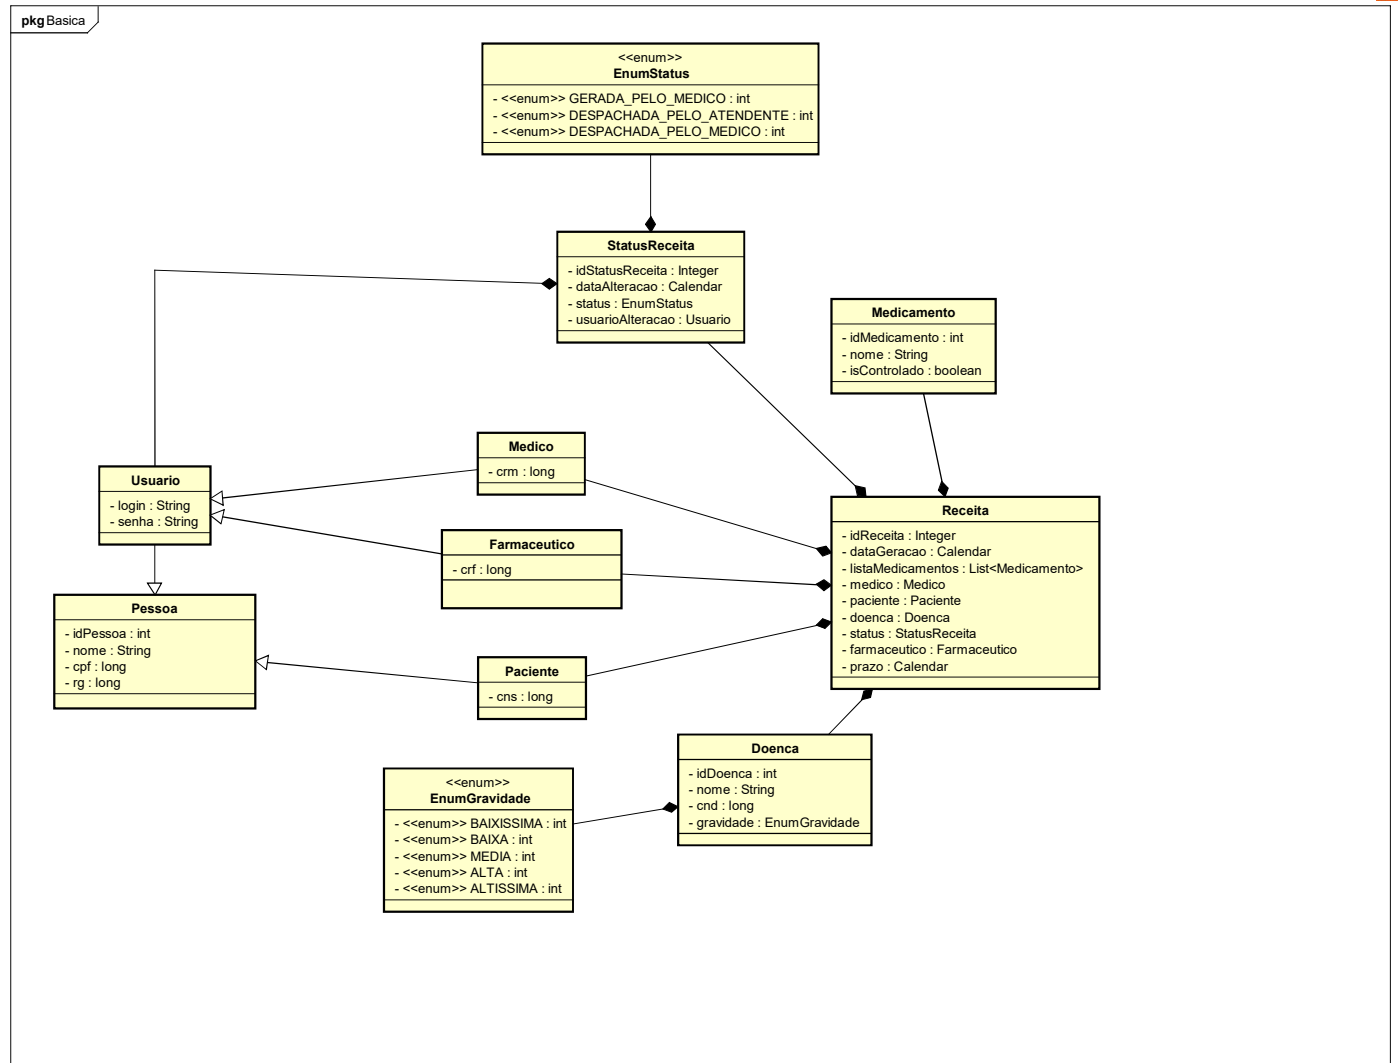 pkg Basica
<<enum>>
EnumStatus
- <<enum>> GERADA_PELO_MEDICO : int
- <<enum>> DESPACHADA_PELO_ATENDENTE : int
- <<enum>> DESPACHADA_PELO_MEDICO : int
StatusReceita
- idStatusReceita : Integer
- dataAlteracao : Calendar
- status : EnumStatus
- usuarioAlteracao : Usuario
Medicamento
- idMedicamento : int
- nome : String
- isControlado : boolean
Medico
- crm : long
Usuario
- login : String
- senha : String
Farmaceutico
- crf : long
Receita
- idReceita : Integer
- dataGeracao : Calendar
- listaMedicamentos : List<Medicamento>
- medico : Medico
- paciente : Paciente
- doenca : Doenca
- status : StatusReceita
- farmaceutico : Farmaceutico
- prazo : Calendar
Pessoa
- idPessoa : int
- nome : String
- cpf : long
- rg : long
Paciente
- cns : long
Doenca
- idDoenca : int
- nome : String
- cnd : long
- gravidade : EnumGravidade
<<enum>>
EnumGravidade
- <<enum>> BAIXISSIMA : int
- <<enum>> BAIXA : int
- <<enum>> MEDIA : int
- <<enum>> ALTA : int
- <<enum>> ALTISSIMA : int